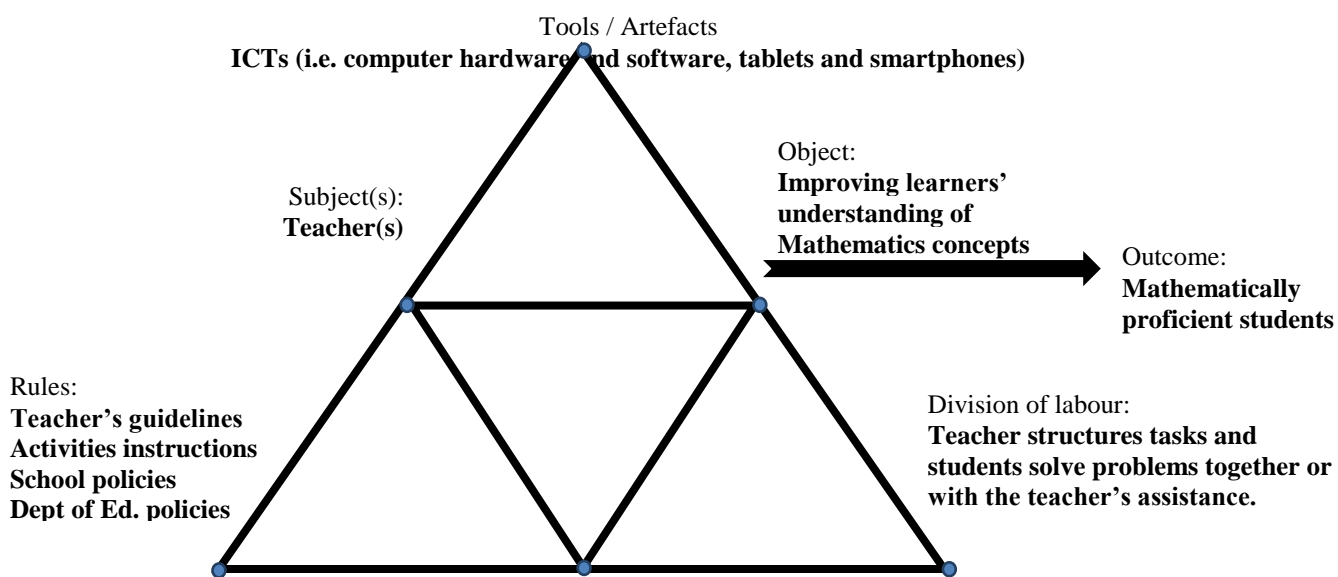 Tools / Artefacts
ICTs (i.e. computer hardware and software, tablets and smartphones)
Object:
Improving learners’
understanding of
Mathematics concepts
Subject(s):
Teacher(s)
Outcome:
Mathematically
proficient students
Rules:
Teacher’s guidelines
Activities instructions
School policies
Dept of Ed. policies
Division of labour:
Teacher structures tasks and
students solve problems together or
with the teacher’s assistance.